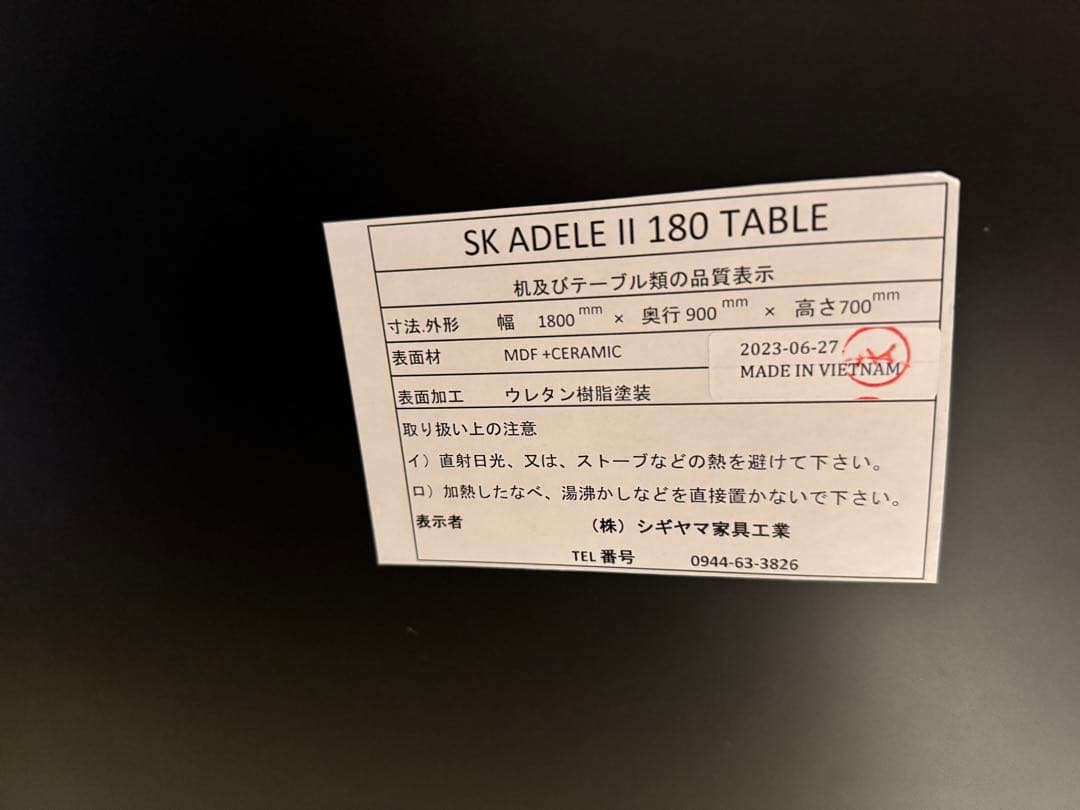 SK ADELE II 180 TABLE
机及びテーブル類の品質表示
寸法.外形 幅 1800 mm × 奥行 900 mm × 高さ700mm
表面材 MDF +CERAMIC
2023-06-27
MADE IN VIETNAM
表面加工 ウレタン樹脂塗装
取り扱い上の注意
イ）直射日光、又は、ストーブなどの熱を避けて下さい。
ロ）加熱したなべ、湯沸かしなどを直接置かないで下さい。
表示者 （株）シギヤマ家具工業
TEL 番号 0944-63-3826